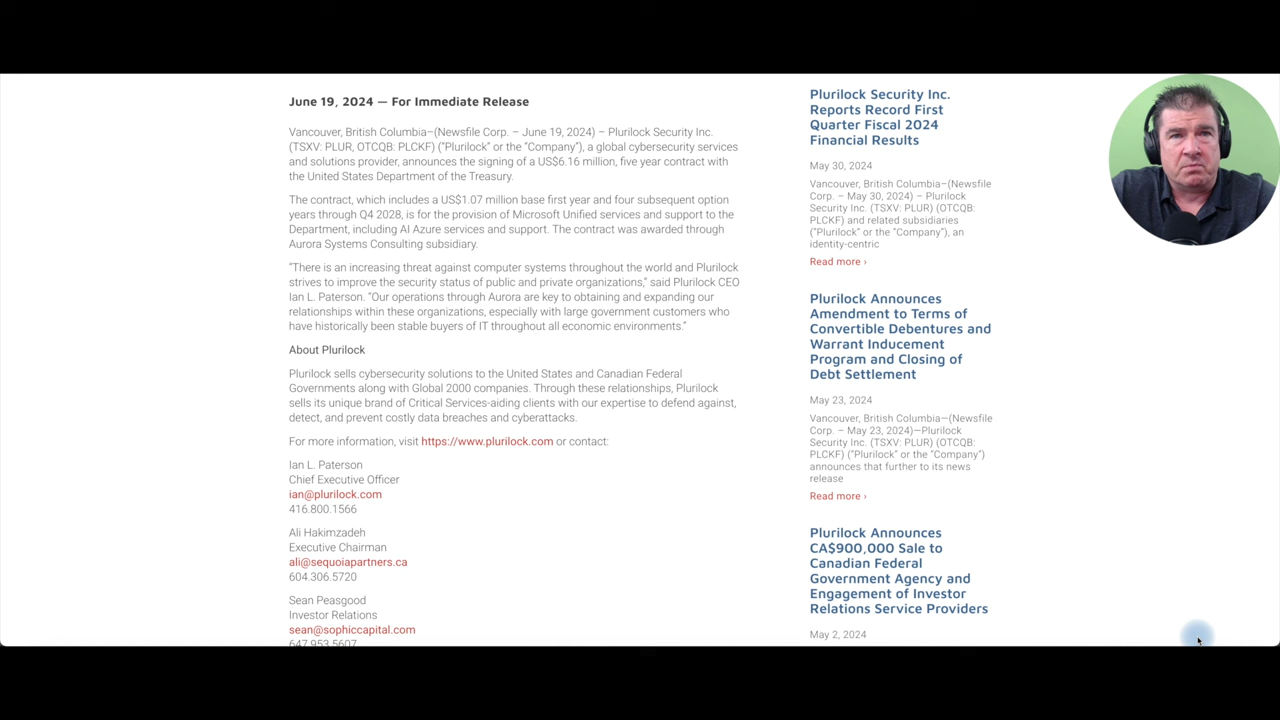 June 19, 2024 — For Immediate Release
Vancouver, British Columbia–(Newsfile Corp. – June 19, 2024) – Plurilock Security Inc.
(TSXV: PLUR, OTCQB: PLCKF) ("Plurilock" or the "Company"), a global cybersecurity services
and solutions provider, announces the signing of a US$6.16 million, five year contract with
the United States Department of the Treasury.
The contract, which includes a US$1.07 million base first year and four subsequent option
years through Q4 2028, is for the provision of Microsoft Unified services and support to the
Department, including AI Azure services and support. The contract was awarded through
Aurora Systems Consulting subsidiary.
"There is an increasing threat against computer systems throughout the world and Plurilock
strives to improve the security status of public and private organizations," said Plurilock CEO
Ian L. Paterson. "Our operations through Aurora are key to obtaining and expanding our
relationships within these organizations, especially with large government customers who
have historically been stable buyers of IT throughout all economic environments."
About Plurilock
Plurilock sells cybersecurity solutions to the United States and Canadian Federal
Governments along with Global 2000 companies. Through these relationships, Plurilock
sells its unique brand of Critical Services-aiding clients with our expertise to defend against,
detect, and prevent costly data breaches and cyberattacks.
For more information, visit https://www.plurilock.com or contact:
Ian L. Paterson
Chief Executive Officer
ian@plurilock.com
416.800.1566
Ali Hakimzadeh
Executive Chairman
ali@sequoiapartners.ca
604.306.5720
Sean Peasgood
Investor Relations
sean@sophiccapital.com
647.953.5607
Plurilock Security Inc.
Reports Record First
Quarter Fiscal 2024
Financial Results
May 30, 2024
Vancouver, British Columbia–(Newsfile
Corp. – May 30, 2024) – Plurilock
Security Inc. (TSXV: PLUR) (OTCQB:
PLCKF) and related subsidiaries
("Plurilock" or the "Company"), an
identity-centric
Read more ›
Plurilock Announces
Amendment to Terms of
Convertible Debentures and
Warrant Inducement
Program and Closing of
Debt Settlement
May 23, 2024
Vancouver, British Columbia—(Newsfile
Corp. – May 23, 2024)—Plurilock
Security Inc. (TSXV: PLUR) (OTCQB:
PLCKF) ("Plurilock" or the "Company")
announces that further to its news
release
Read more ›
Plurilock Announces
CA$900,000 Sale to
Canadian Federal
Government Agency and
Engagement of Investor
Relations Service Providers
May 2, 2024